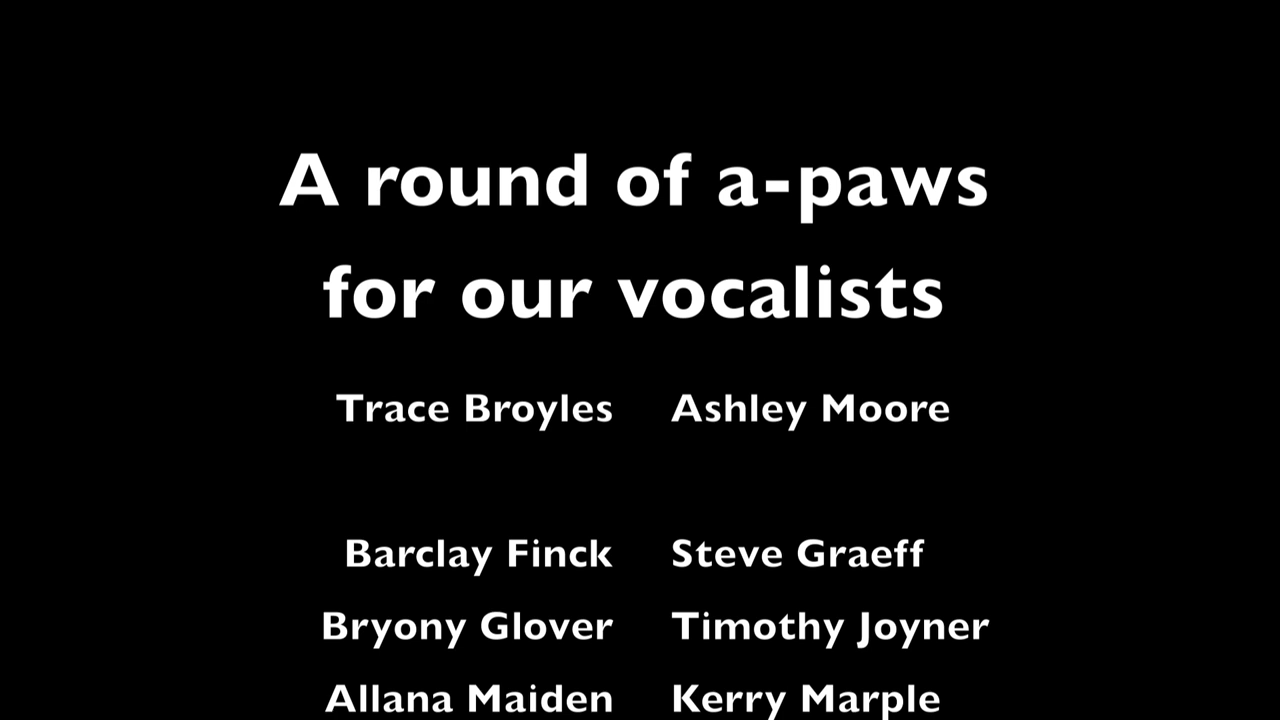 A round of a-paws
for our vocalists
Trace Broyles Ashley Moore
Barclay Finck Steve Graeff
Bryony Glover Timothy Joyner
Allana Maiden Kerry Marple